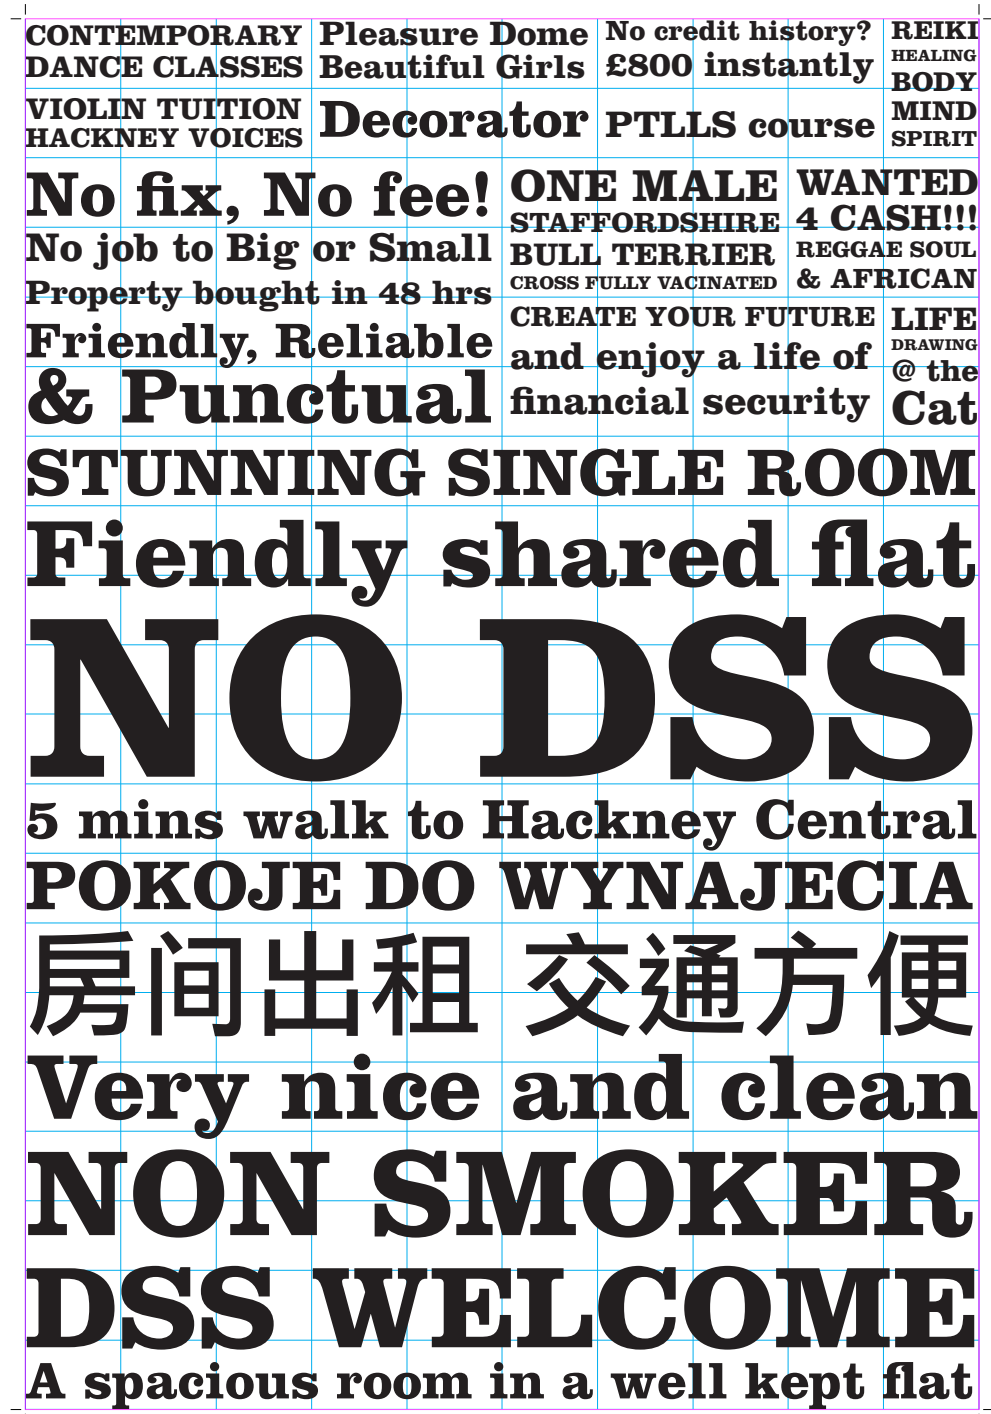 CONTEMPORARY
DANCE CLASSES
VIOLIN TUITION
HACKNEY VOICES
Pleasure Dome
Beautiful Girls
Decorator
No credit history?
£800 instantly
PTLLS course
REIKI
HEALING
BODY
MIND
SPIRIT
No fix, No fee!
No job to Big or Small
Property bought in 48 hrs
Friendly, Reliable
& Punctual
ONE MALE
STAFFORDSHIRE
BULL TERRIER
CROSS FULLY VACINATED
WANTED
4 CASH!!!
REGGAE SOUL
& AFRICAN
CREATE YOUR FUTURE
and enjoy a life of
financial security
LIFE
DRAWING
@ the
Cat
STUNNING SINGLE ROOM
Fiendly shared flat
NO DSS
5 mins walk to Hackney Central
POKOJE DO WYNAJECIA
房间出租 交通方便
Very nice and clean
NON SMOKER
DSS WELCOME
A spacious room in a well kept flat